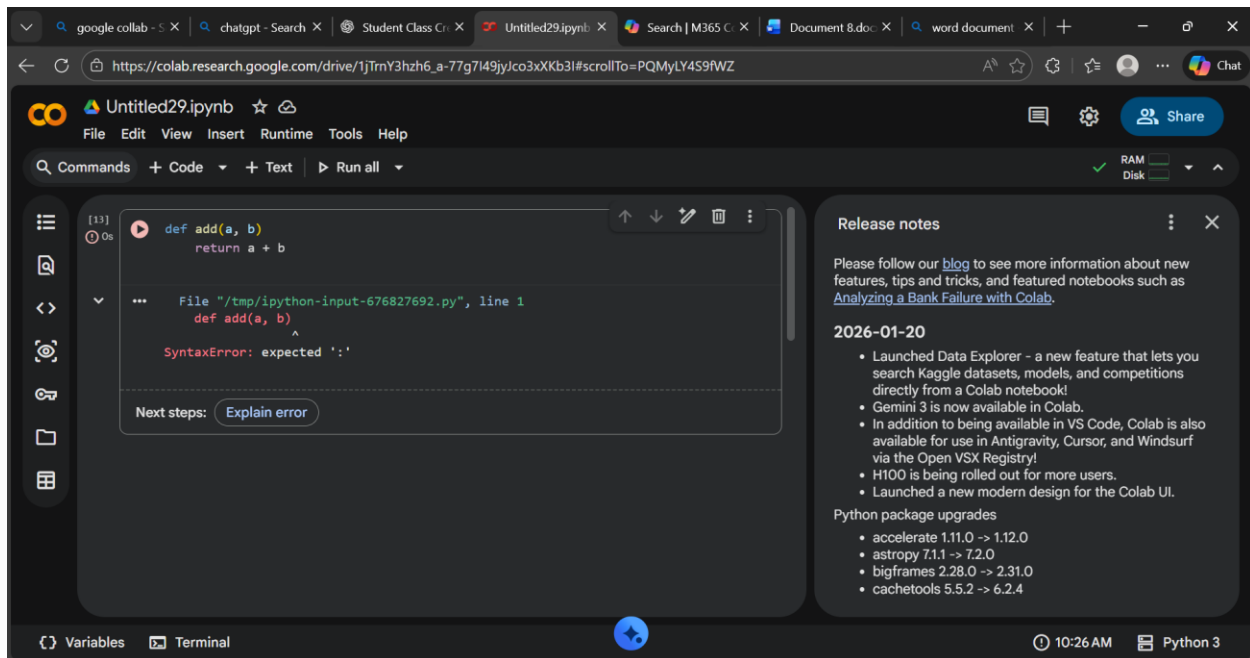 google collab - S
chatgpt - Search
Student Class Cre
Untitled29.ipynb
Search | M365 Co
Document 8.doc
word document
https://colab.research.google.com/drive/1jTrnY3hzh6_a-77g7I49jyJco3xXKb3I#scrollTo=PQMyLY4S9fWZ
Chat
CO
Untitled29.ipynb
Share
File Edit View Insert Runtime Tools Help
Commands + Code + Text Run all
RAM
Disk
[13]
0s
def add(a, b)
return a + b
File "/tmp/ipython-input-676827692.py", line 1
def add(a, b)
^
SyntaxError: expected ':'
Next steps: Explain error
Release notes
Please follow our blog to see more information about new
features, tips and tricks, and featured notebooks such as
Analyzing a Bank Failure with Colab.
2026-01-20
• Launched Data Explorer - a new feature that lets you
search Kaggle datasets, models, and competitions
directly from a Colab notebook!
• Gemini 3 is now available in Colab.
• In addition to being available in VS Code, Colab is also
available for use in Antigravity, Cursor, and Windsurf
via the Open VSX Registry!
• H100 is being rolled out for more users.
• Launched a new modern design for the Colab UI.
Python package upgrades
• accelerate 1.11.0 -> 1.12.0
• astropy 7.1.1 -> 7.2.0
• bigframes 2.28.0 -> 2.31.0
• cachetools 5.5.2 -> 6.2.4
{} Variables
Terminal
10:26 AM
Python 3